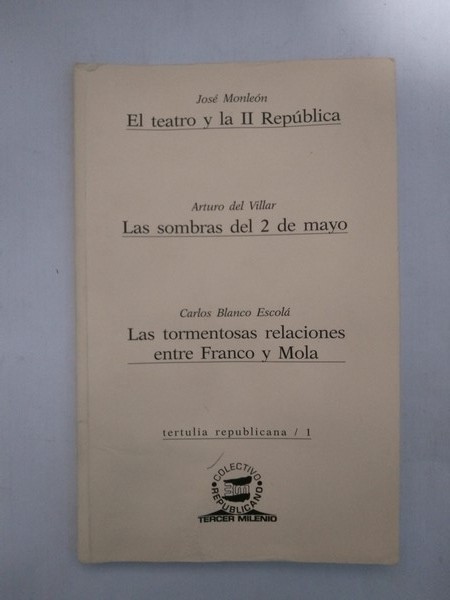 José Monleón
El teatro y la II República
Arturo del Villar
Las sombras del 2 de mayo
Carlos Blanco Escolá
Las tormentosas relaciones
entre Franco y Mola
tertulia republicana / 1
COLECTIVO
REPUBLICANO
TERCER MILENIO